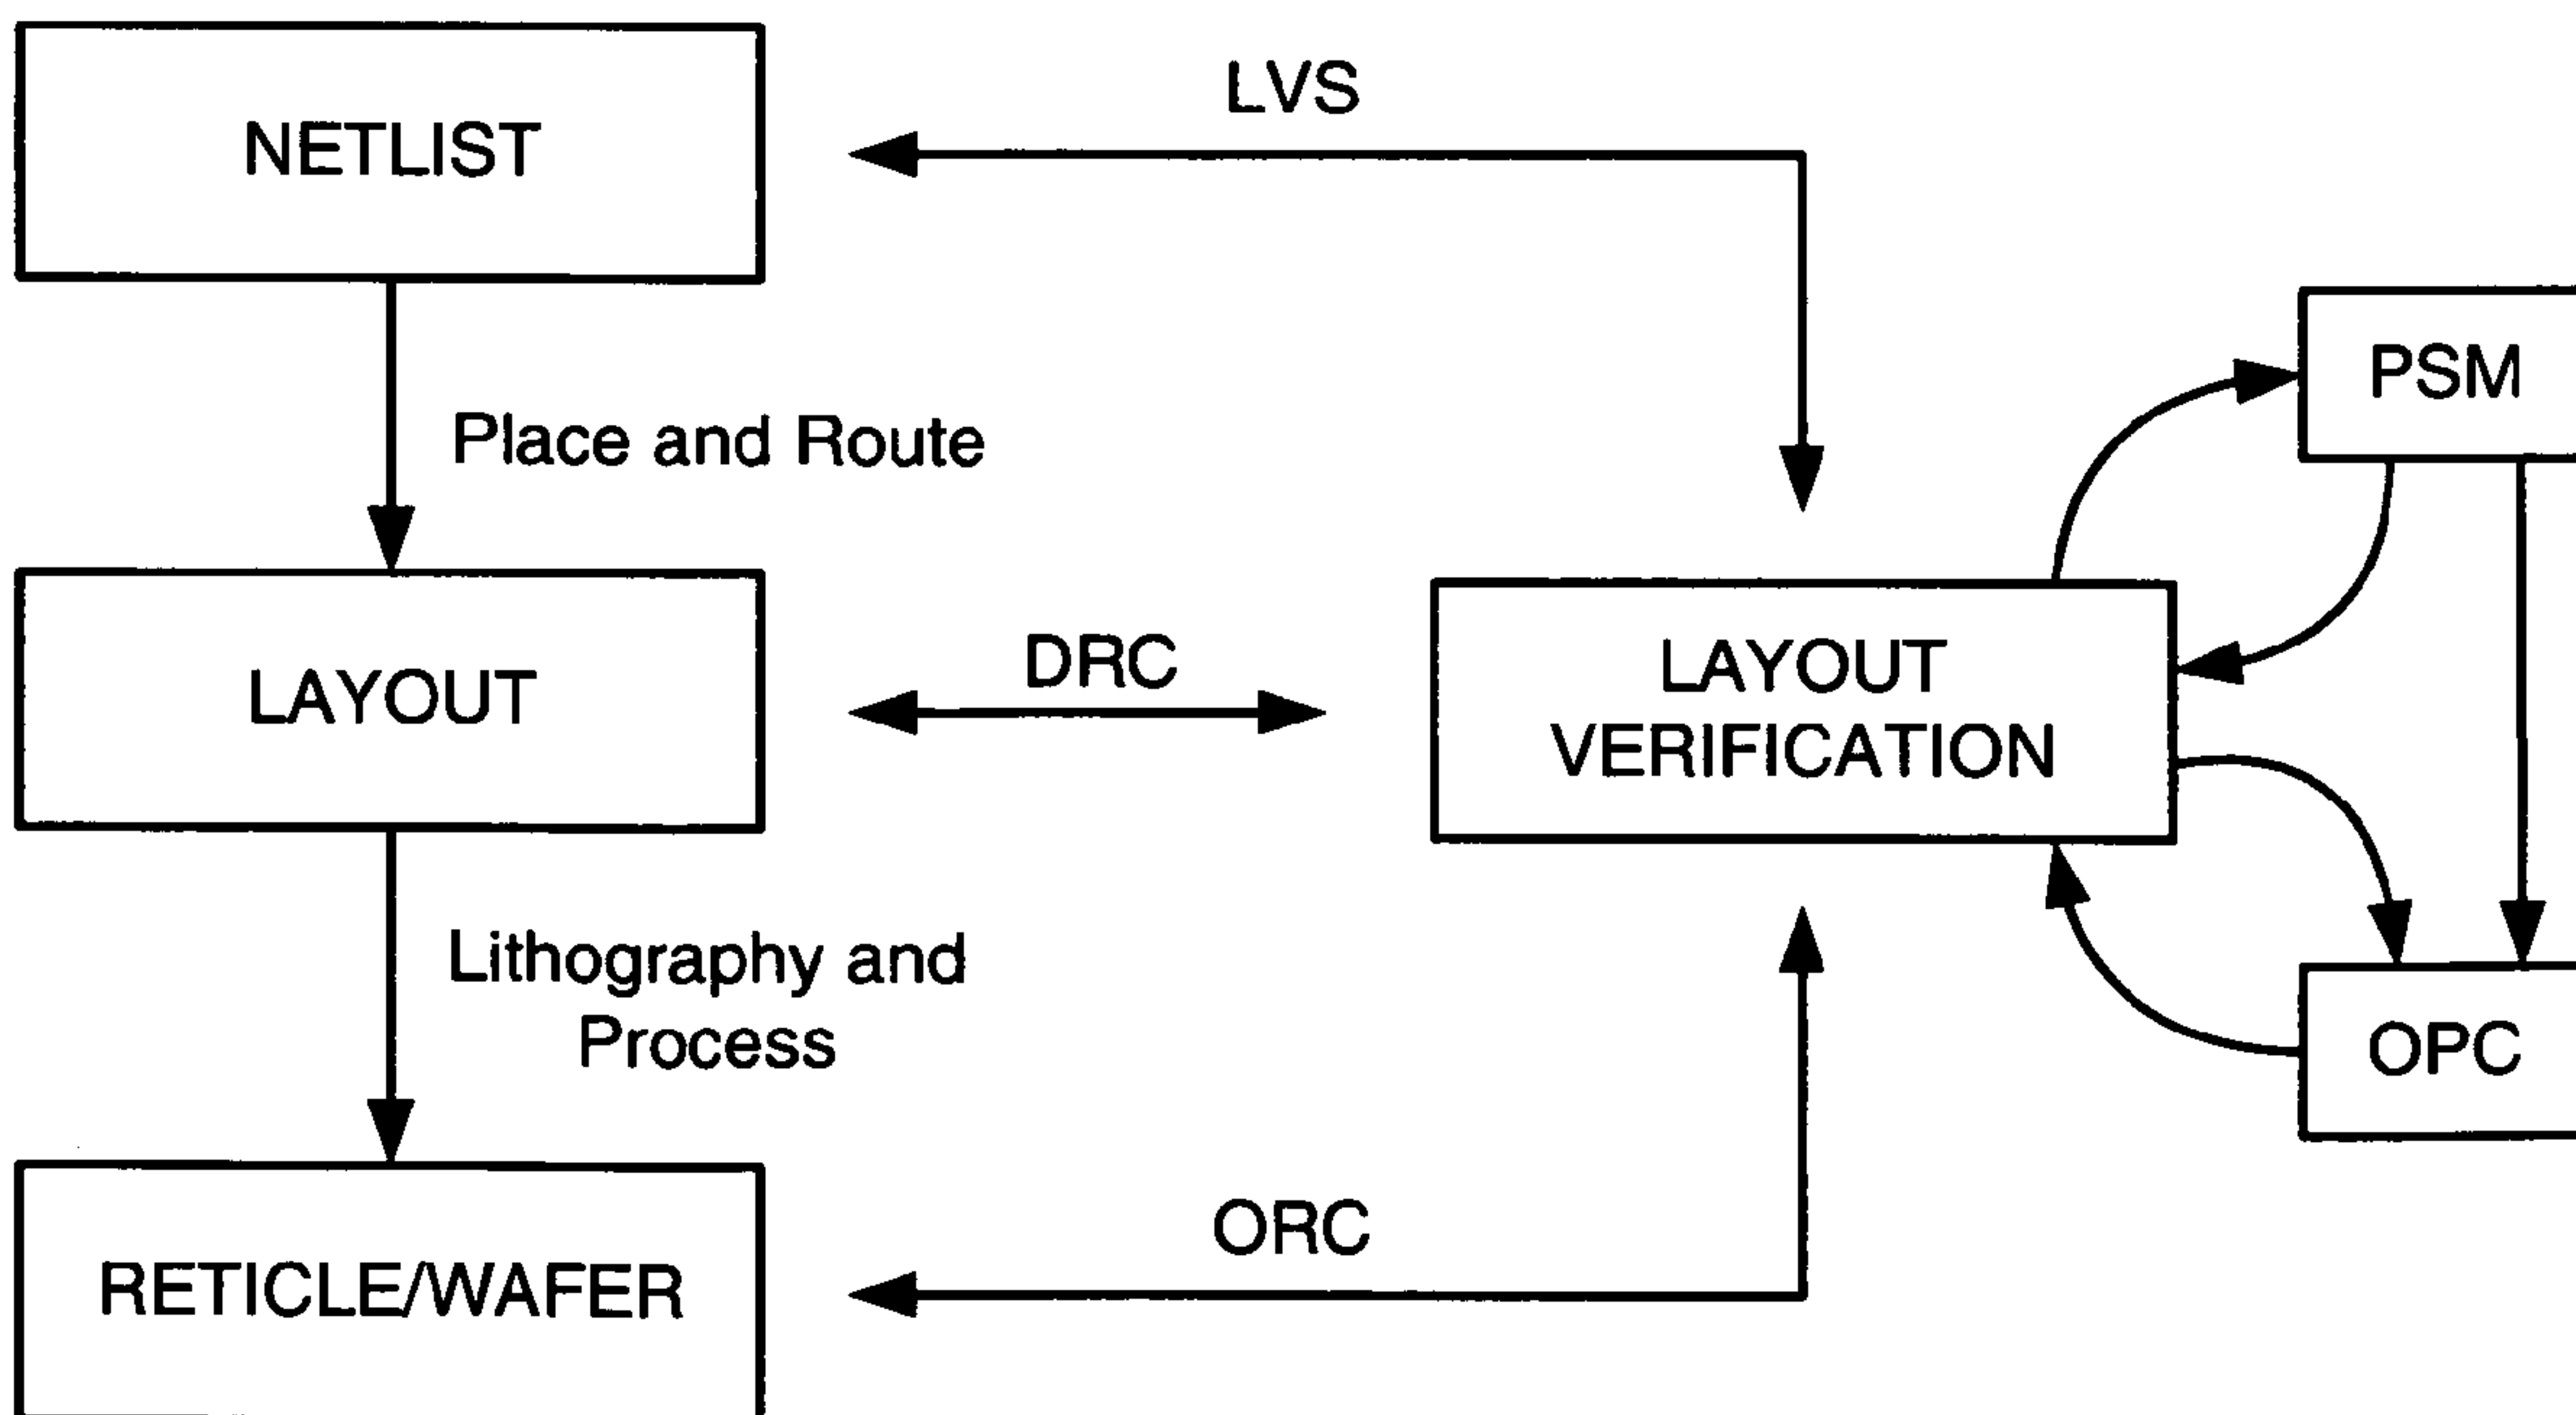 NETLIST
LVS
PSM
Place and Route
LAYOUT
DRC
LAYOUT
VERIFICATION
Lithography and
Process
OPC
ORC
RETICLE/WAFER